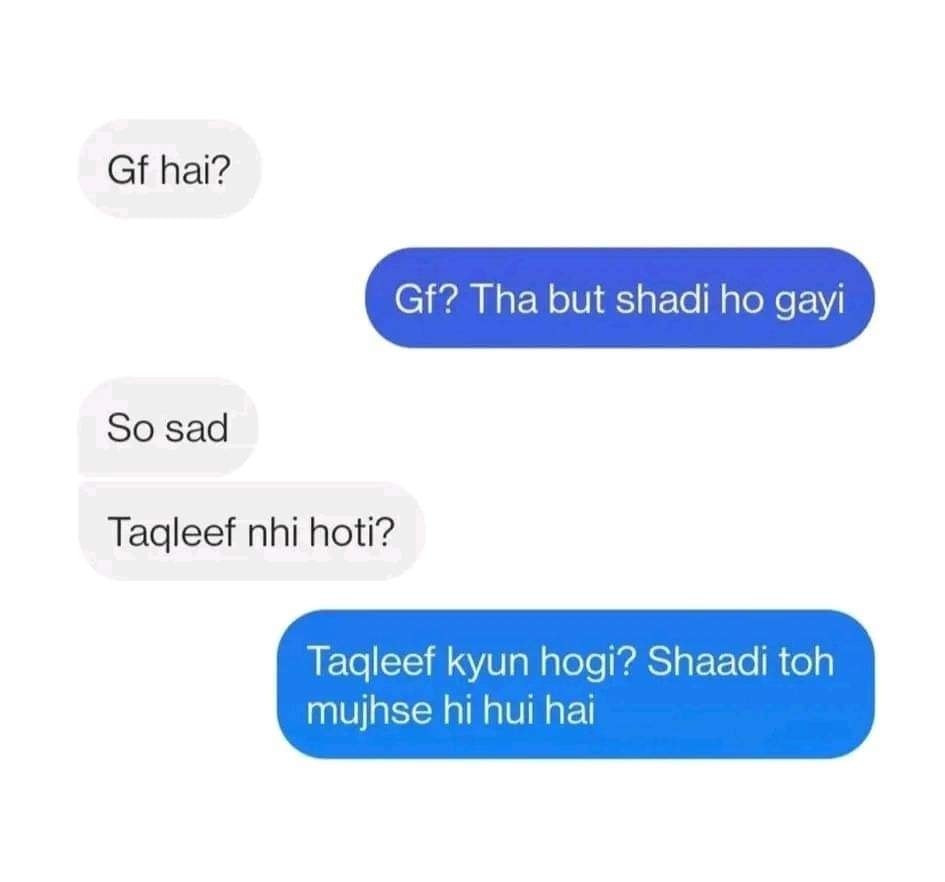 Gf hai?
Gf? Tha but shadi ho gayi
So sad
Taqleef nhi hoti?
Taqleef kyun hogi? Shaadi toh
mujhse hi hui hai